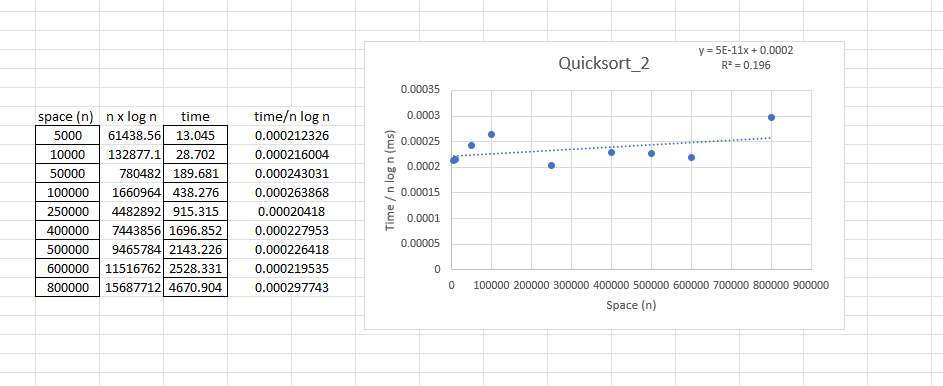 space (n) n x log n time time/n log n
5000 61438.56 13.045 0.000212326
10000 132877.1 28.702 0.000216004
50000 780482 189.681 0.000243031
100000 1660964 438.276 0.000263868
250000 4482892 915.315 0.00020418
400000 7443856 1696.852 0.000227953
500000 9465784 2143.226 0.000226418
600000 11516762 2528.331 0.000219535
800000 15687712 4670.904 0.000297743
Quicksort_2
y = 5E-11x + 0.0002
R² = 0.196
Time / n log n (ms)
0.00035
0.0003
0.00025
0.0002
0.00015
0.0001
0.00005
0
0 100000 200000 300000 400000 500000 600000 700000 800000 900000
Space (n)